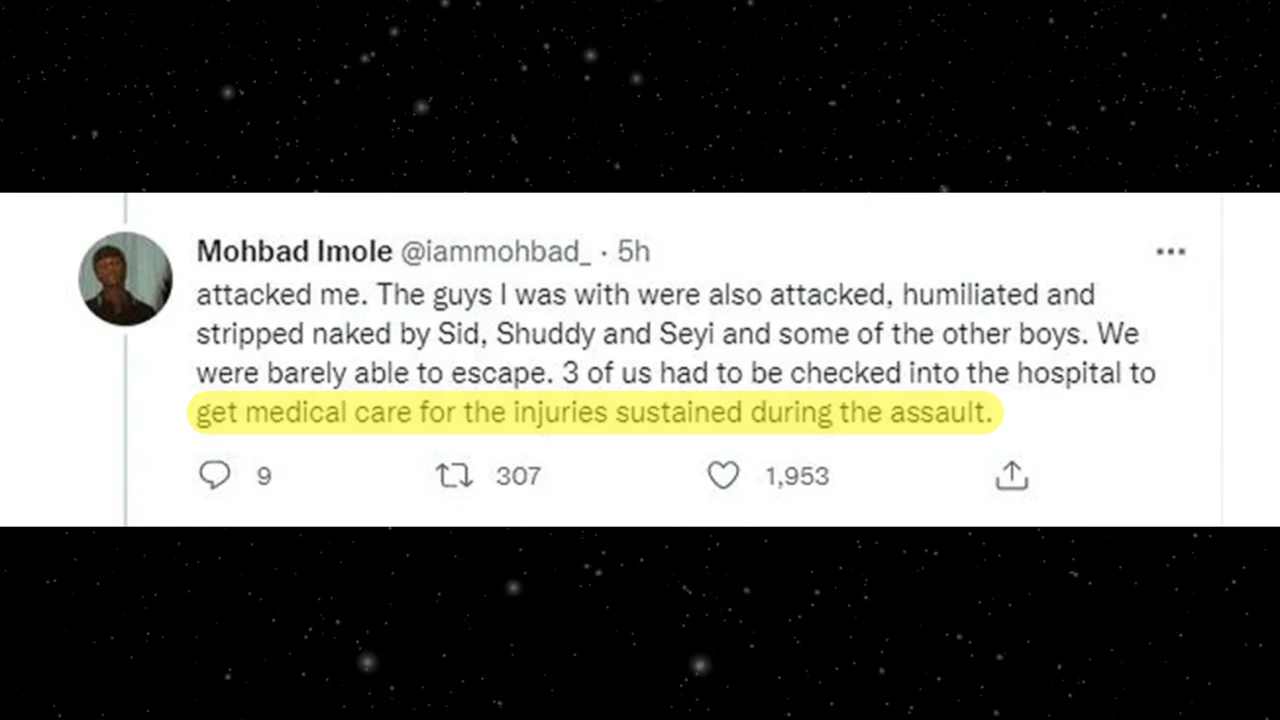 Mohbad Imole @iammohbad_ · 5h
attacked me. The guys I was with were also attacked, humiliated and
stripped naked by Sid, Shuddy and Seyi and some of the other boys. We
were barely able to escape. 3 of us had to be checked into the hospital to
get medical care for the injuries sustained during the assault.
9 307 1,953